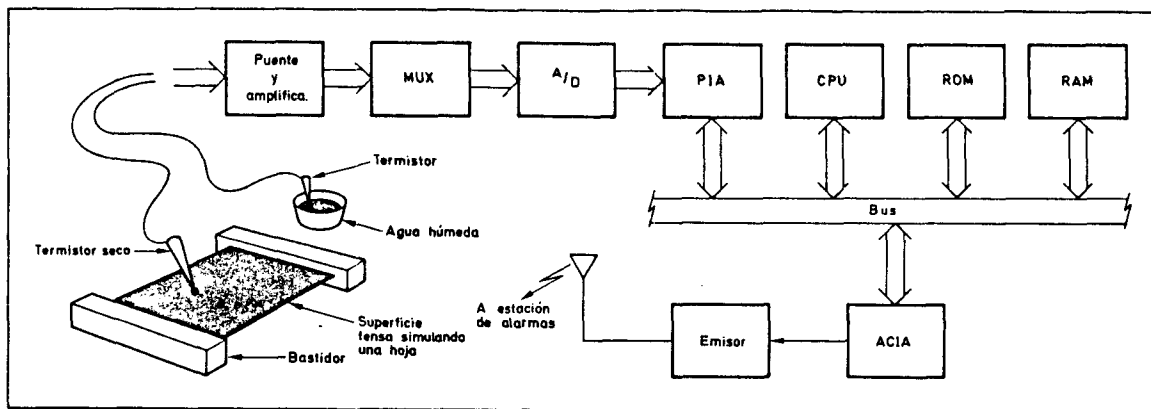 Puente
y
amplifica.
MUX
A/D
PIA
CPU
ROM
RAM
Termistor
Agua húmeda
Termistor seco
Superficie
tensa simulando
una hoja
Bastidor
Bus
A estación
de alarmas
Emisor
ACIA